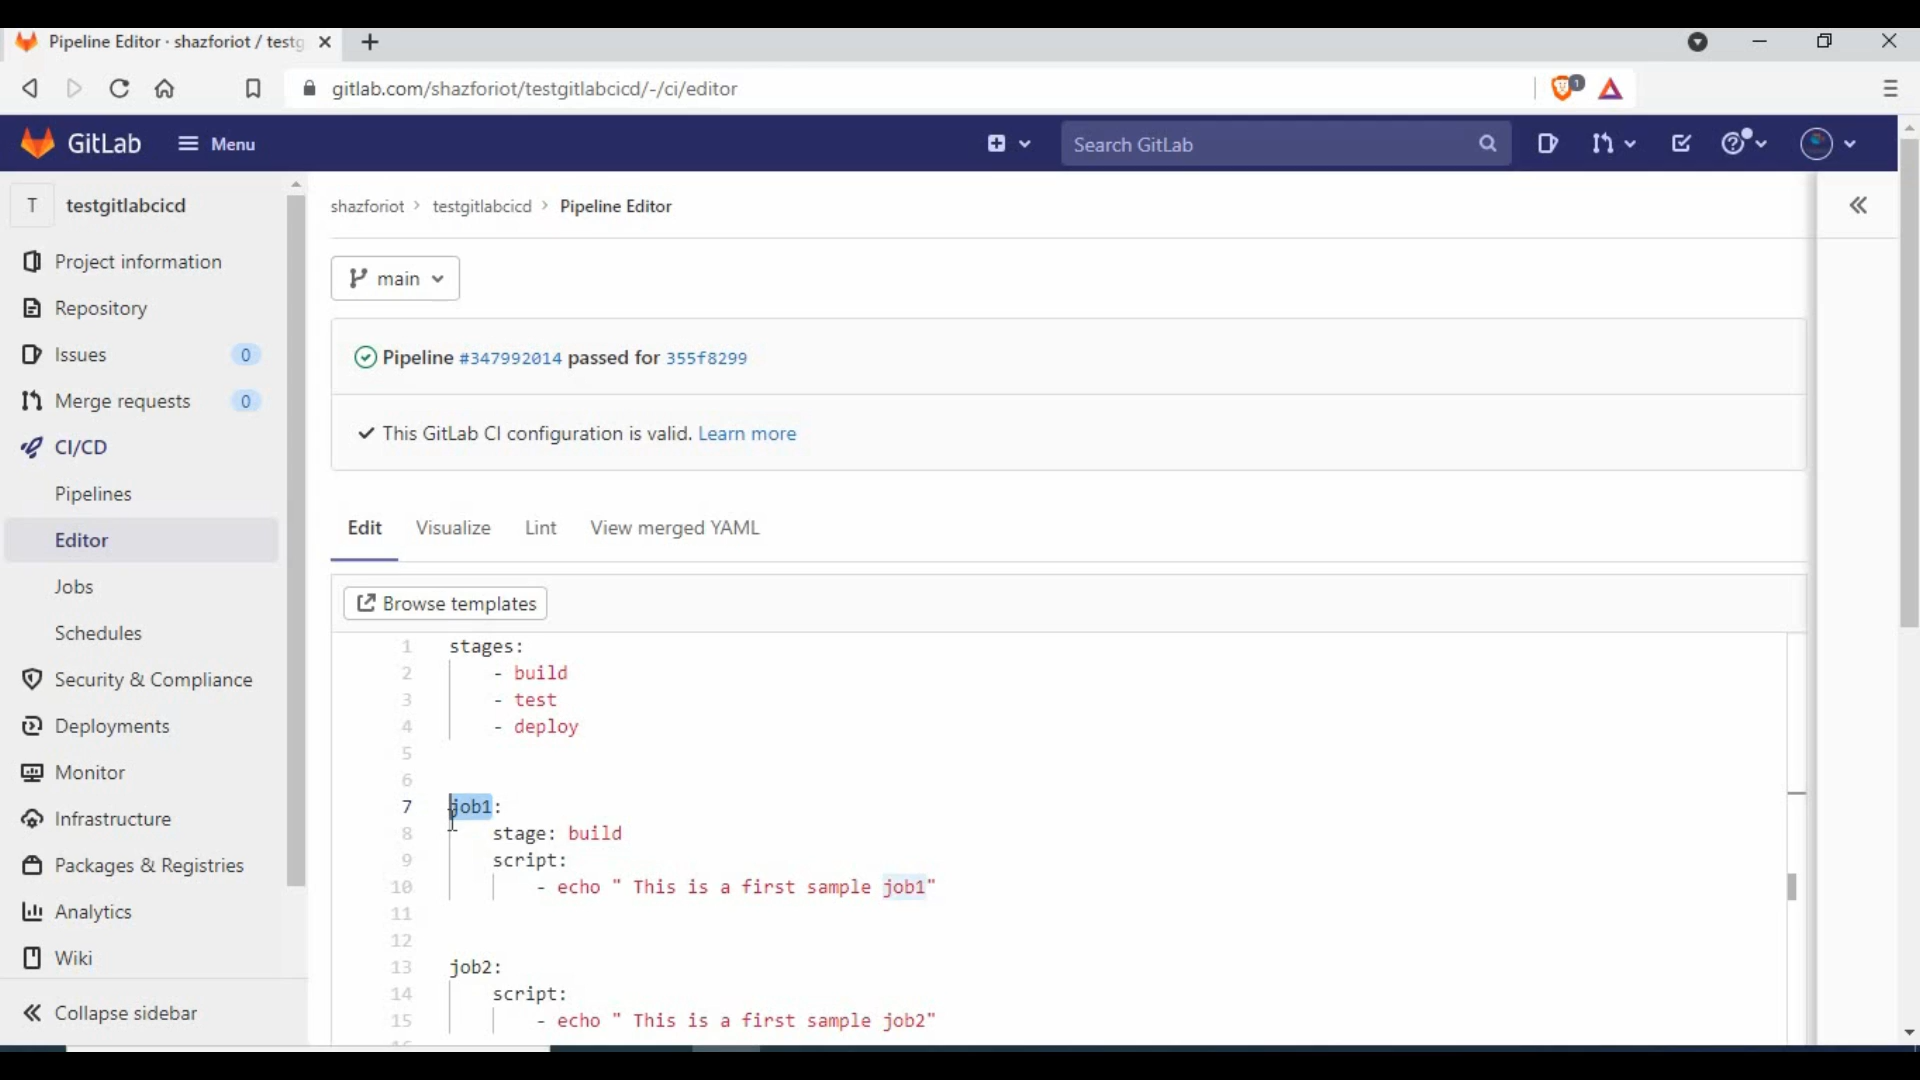 Pipeline Editor · shazforiot / testg
gitlab.com/shazforiot/testgitlabcicd/-/ci/editor
1
GitLab
Menu
Search GitLab
T testgitlabcicd
shazforiot > testgitlabcicd > Pipeline Editor
Project information
Repository
Issues 0
Merge requests 0
CI/CD
Pipelines
Editor
Jobs
Schedules
Security & Compliance
Deployments
Monitor
Infrastructure
Packages & Registries
Analytics
Wiki
Collapse sidebar
main
Pipeline #347992014 passed for 355f8299
This GitLab CI configuration is valid. Learn more
Edit Visualize Lint View merged YAML
Browse templates
1 stages:
2 - build
3 - test
4 - deploy
5
6
7 job1:
8 stage: build
9 script:
10 - echo " This is a first sample job1"
11
12
13 job2:
14 script:
15 - echo " This is a first sample job2"